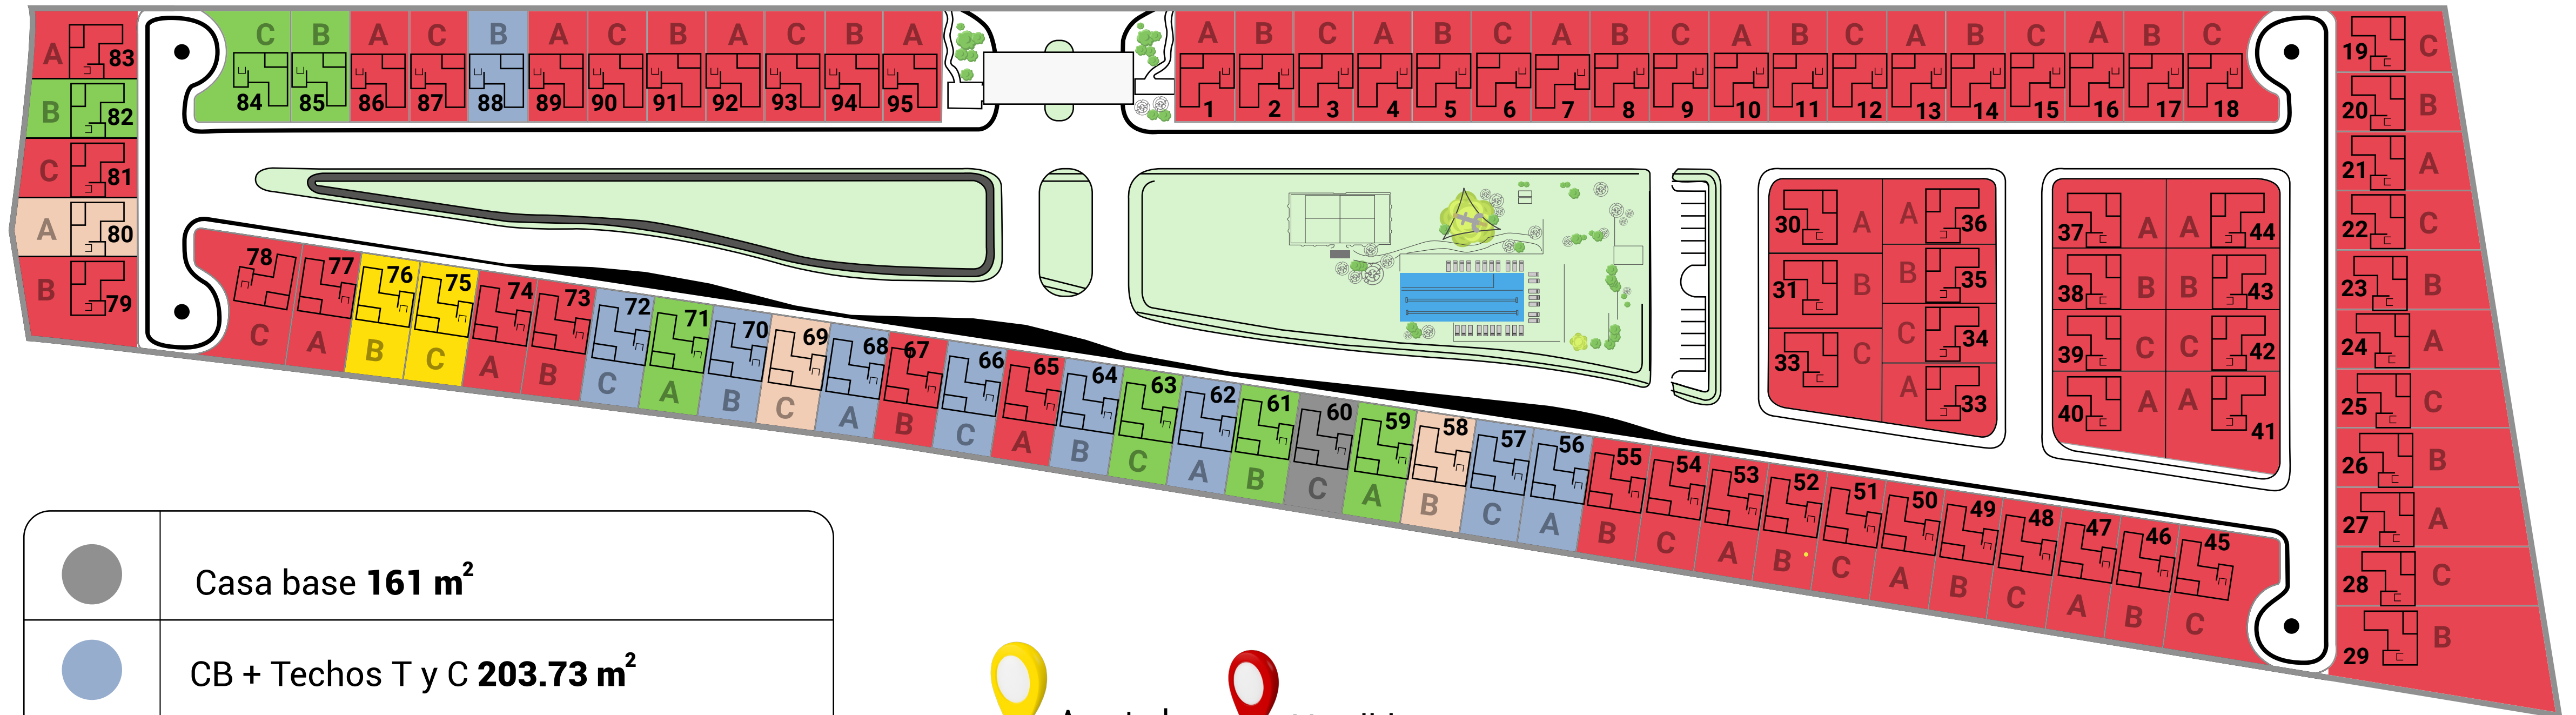 C B A C B A C B A C B A
84 85 86 87 88 89 90 91 92 93 94 95
A B C A B C A B C A B C A B C A B C
1 2 3 4 5 6 7 8 9 10 11 12 13 14 15 16 17 18
A 83
B 82
C 81
A 80
B 79
19 C
20 B
21 A
22 C
23 B
24 A
25 C
26 B
27 A
28 C
29 B
30 A A 36
31 B B 35
33 C C 34
A 33
37 A A 44
38 B B 43
39 C C 42
40 A A 41
78 77 76 75 74 73 72 71 70 69 68 67 66 65 64 63 62 61 60 59 58 57 56 55 54 53 52 51 50 49 48 47 46 45
C A B C A B C A B C A B C A B C A B C A B C A B C A B C A B C A B C
Casa base 161 m²
CB + Techos T y C 203.73 m²